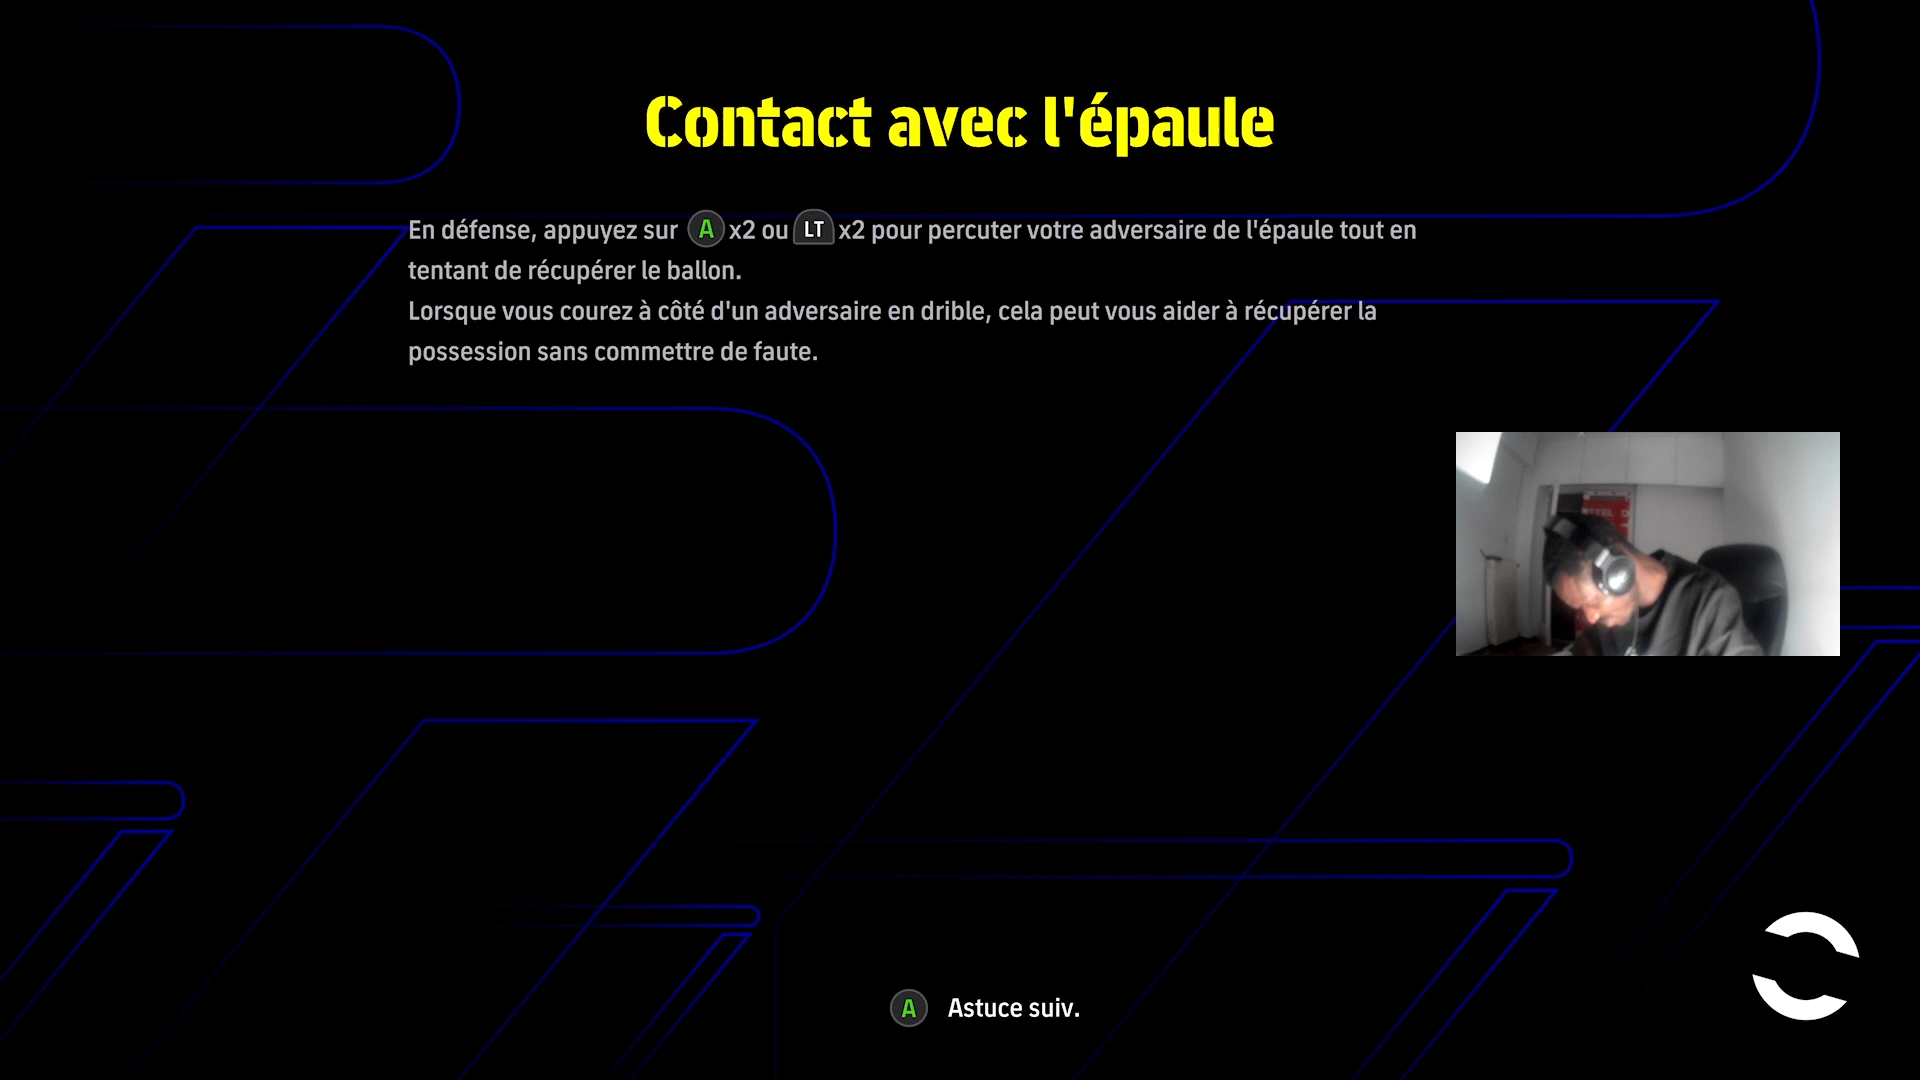 Contact avec l'épaule
En défense, appuyez sur A x2 ou LT x2 pour percuter votre adversaire de l'épaule tout en
tentant de récupérer le ballon.
Lorsque vous courez à côté d'un adversaire en drible, cela peut vous aider à récupérer la
possession sans commettre de faute.
A Astuce suiv.